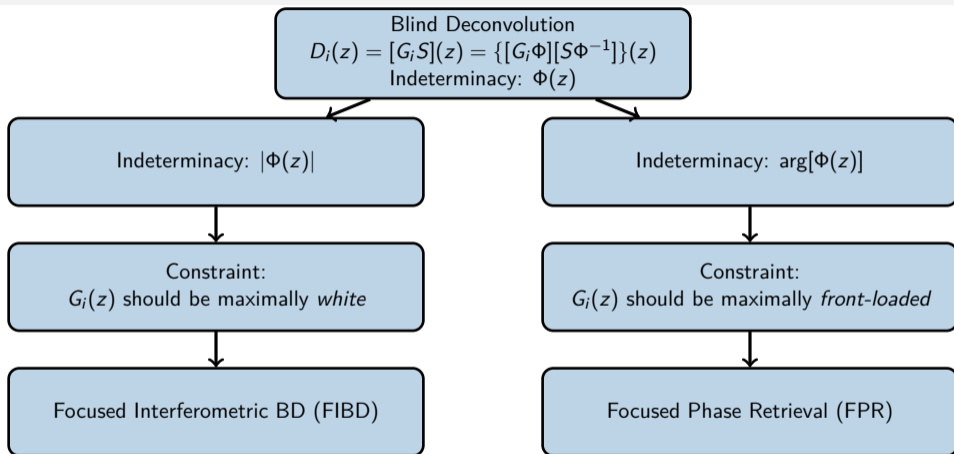 Blind Deconvolution
Dᵢ(z) = [GᵢS](z) = {[GᵢΦ][SΦ⁻¹]}(z)
Indeterminacy: Φ(z)
Indeterminacy: |Φ(z)|
Indeterminacy: arg[Φ(z)]
Constraint:
Gᵢ(z) should be maximally white
Constraint:
Gᵢ(z) should be maximally front-loaded
Focused Interferometric BD (FIBD)
Focused Phase Retrieval (FPR)